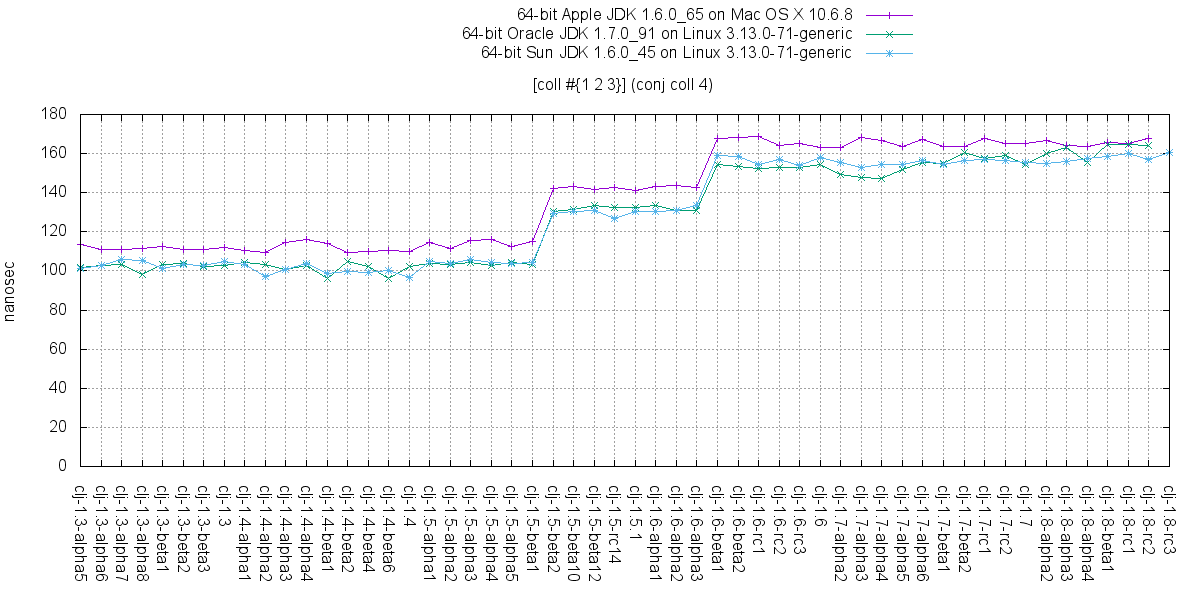 64-bit Apple JDK 1.6.0_65 on Mac OS X 10.6.8
64-bit Oracle JDK 1.7.0_91 on Linux 3.13.0-71-generic
64-bit Sun JDK 1.6.0_45 on Linux 3.13.0-71-generic
[coll #{1 2 3}] (conj coll 4)
180
160
140
120
100
80
60
40
20
0
nanosec
clj-1.3-alpha5
clj-1.3-alpha6
clj-1.3-alpha7
clj-1.3-alpha8
clj-1.3-beta1
clj-1.3-beta2
clj-1.3-beta3
clj-1.3
clj-1.4-alpha1
clj-1.4-alpha2
clj-1.4-alpha3
clj-1.4-alpha4
clj-1.4-beta1
clj-1.4-beta2
clj-1.4-beta4
clj-1.4-beta6
clj-1.4
clj-1.5-alpha1
clj-1.5-alpha2
clj-1.5-alpha3
clj-1.5-alpha4
clj-1.5-alpha5
clj-1.5-beta1
clj-1.5-beta2
clj-1.5-beta10
clj-1.5-beta12
clj-1.5-rc14
clj-1.5.1
clj-1.6-alpha1
clj-1.6-alpha2
clj-1.6-alpha3
clj-1.6-beta1
clj-1.6-beta2
clj-1.6-rc1
clj-1.6-rc2
clj-1.6-rc3
clj-1.6
clj-1.7-alpha2
clj-1.7-alpha3
clj-1.7-alpha4
clj-1.7-alpha5
clj-1.7-alpha6
clj-1.7-beta1
clj-1.7-beta2
clj-1.7-rc1
clj-1.7-rc2
clj-1.7
clj-1.8-alpha2
clj-1.8-alpha3
clj-1.8-alpha4
clj-1.8-beta1
clj-1.8-rc1
clj-1.8-rc2
clj-1.8-rc3